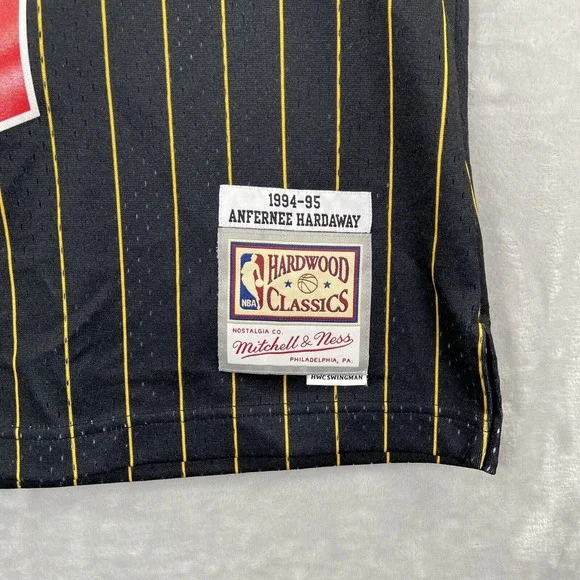 1994-95
ANFERNEE HARDAWAY
NBA
HARDWOOD
CLASSICS
NOSTALGIA CO.
Mitchell & Ness
PHILADELPHIA, PA.
HWC SWINGMAN